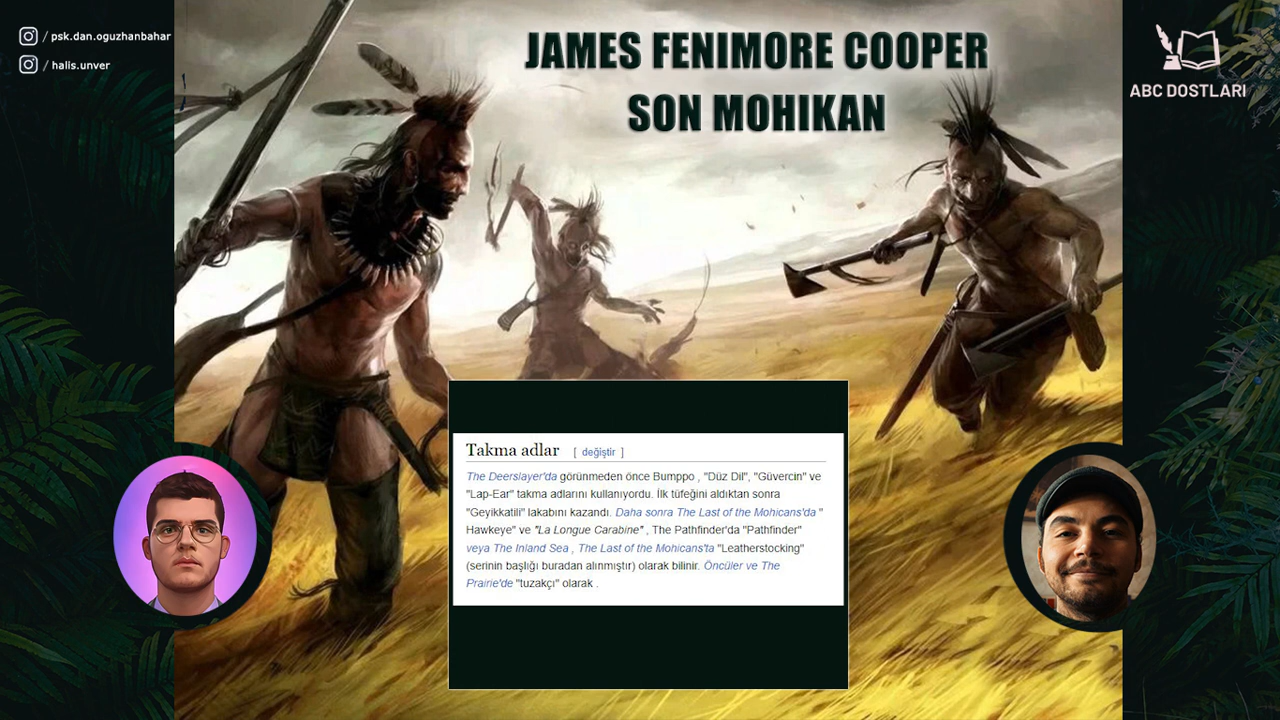 / psk.dan.oguzhanbahar
/ halis.unver
JAMES FENIMORE COOPER
SON MOHIKAN
ABC DOSTLARI
Takma adlar [ değiştir ]
The Deerslayer'da görünmeden önce Bumppo , "Düz Dil", "Güvercin" ve
"Lap-Ear" takma adlarını kullanıyordu. İlk tüfeğini aldıktan sonra
"Geyikkatili" lakabını kazandı. Daha sonra The Last of the Mohicans'da "
Hawkeye" ve "La Longue Carabine" , The Pathfinder'da "Pathfinder"
veya The Inland Sea , The Last of the Mohicans'ta "Leatherstocking"
(serinin başlığı buradan alınmıştır) olarak bilinir. Öncüler ve The
Prairie'de "tuzakçı" olarak .